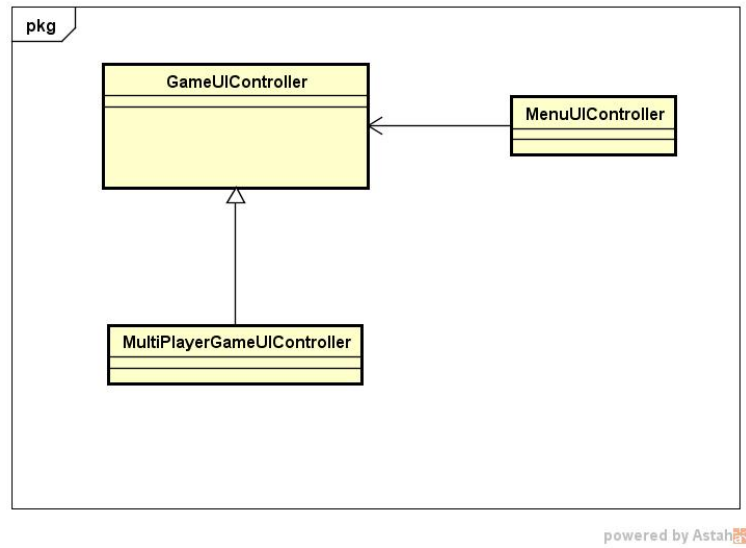 pkg
GameUIController
MenuUIController
MultiPlayerGameUIController
powered by Astah